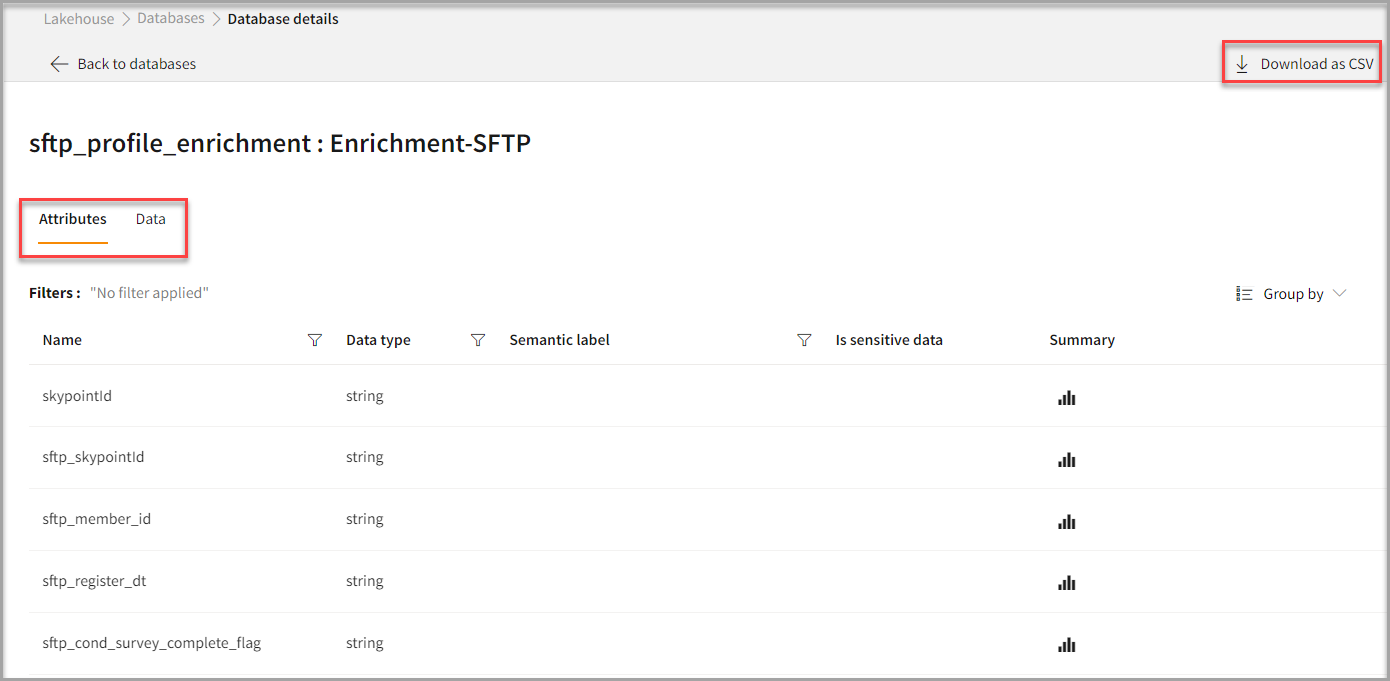 Lakehouse > Databases > Database details
← Back to databases
Download as CSV
sftp_profile_enrichment : Enrichment-SFTP
Attributes Data
Filters : "No filter applied"
Group by
Name Data type Semantic label Is sensitive data Summary
skypointId string
sftp_skypointId string
sftp_member_id string
sftp_register_dt string
sftp_cond_survey_complete_flag string